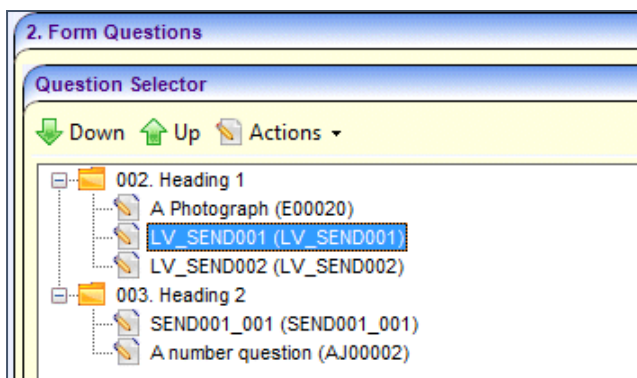 2. Form Questions
Question Selector
Down Up Actions
002. Heading 1
A Photograph (E00020)
LV_SEND001 (LV_SEND001)
LV_SEND002 (LV_SEND002)
003. Heading 2
SEND001_001 (SEND001_001)
A number question (AJ00002)